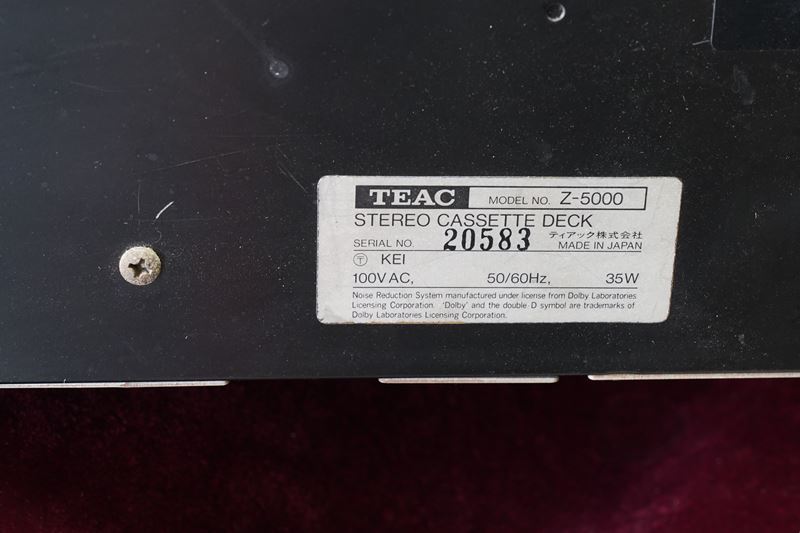 TEAC MODEL NO. Z-5000
STEREO CASSETTE DECK
ティアック株式会社
SERIAL NO. 20583 MADE IN JAPAN
〒 KEI
100V AC, 50/60Hz, 35W
Noise Reduction System manufactured under license from Dolby Laboratories
Licensing Corporation. 'Dolby' and the double-D symbol are trademarks of
Dolby Laboratories Licensing Corporation.